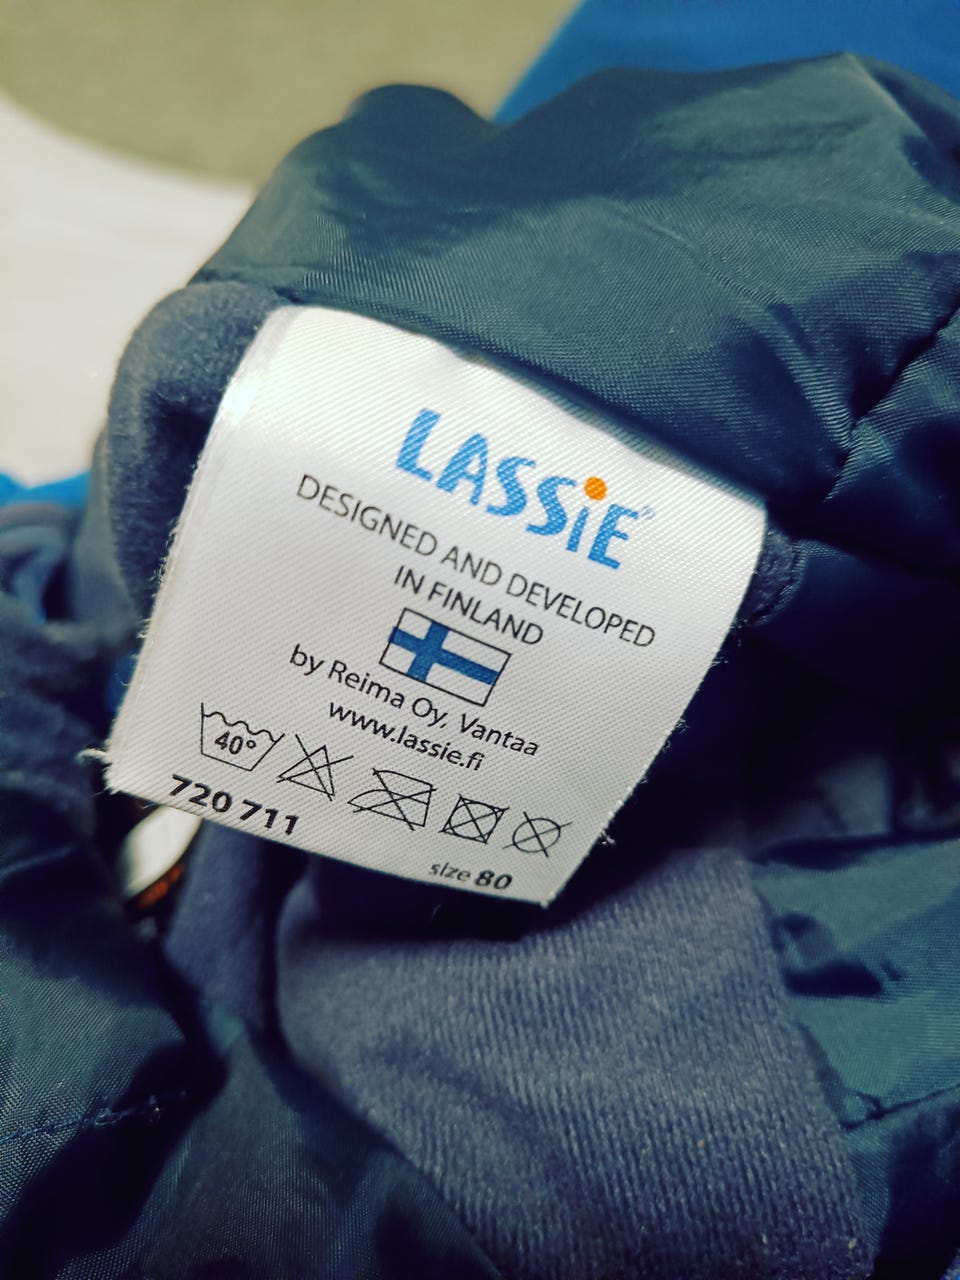 LASSiE®
DESIGNED AND DEVELOPED
IN FINLAND
by Reima Oy, Vantaa
www.lassie.fi
40°
720 711
size 80